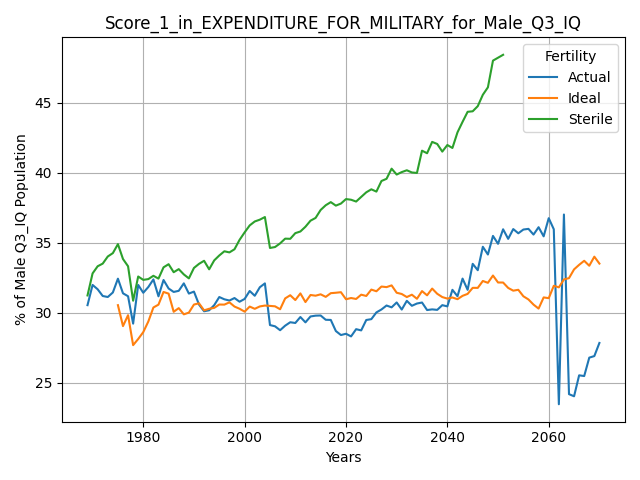 Score_1_in_EXPENDITURE_FOR_MILITARY_for_Male_Q3_IQ
% of Male Q3_IQ Population
45
40
35
30
25
Fertility
Actual
Ideal
Sterile
1980 2000 2020 2040 2060
Years